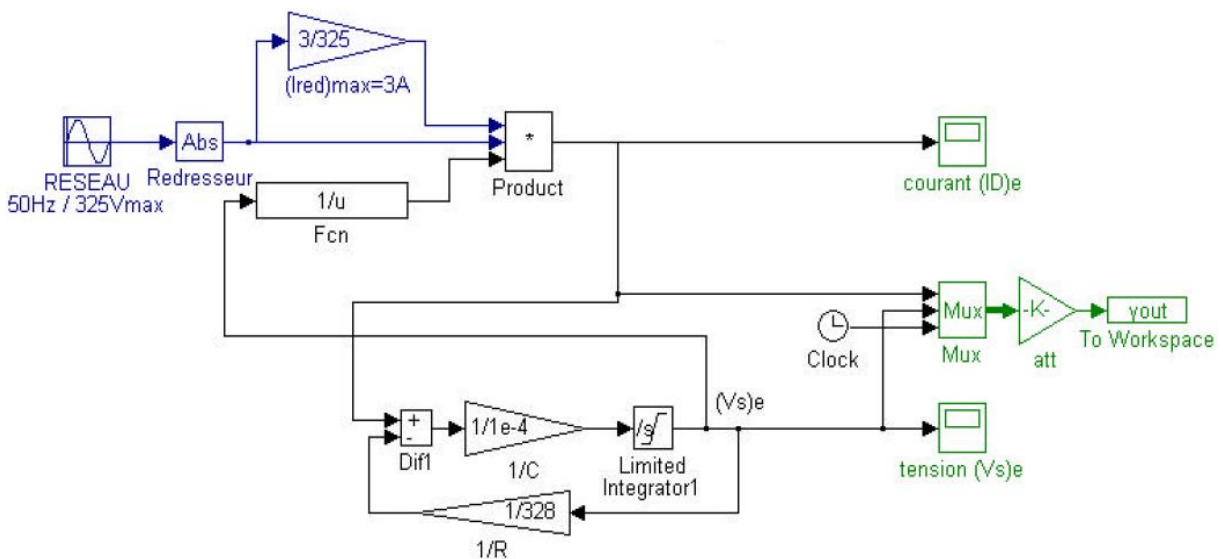 3/325
(Ired)max=3A
Abs
*
RESEAU
50Hz / 325Vmax
Redresseur
Product
courant (ID)e
1/u
Fcn
Mux
-K-
yout
Clock
Mux
att
To Workspace
(Vs)e
+
-
1/1e-4
/s
Dif1
1/C
Limited
Integrator1
tension (Vs)e
1/328
1/R